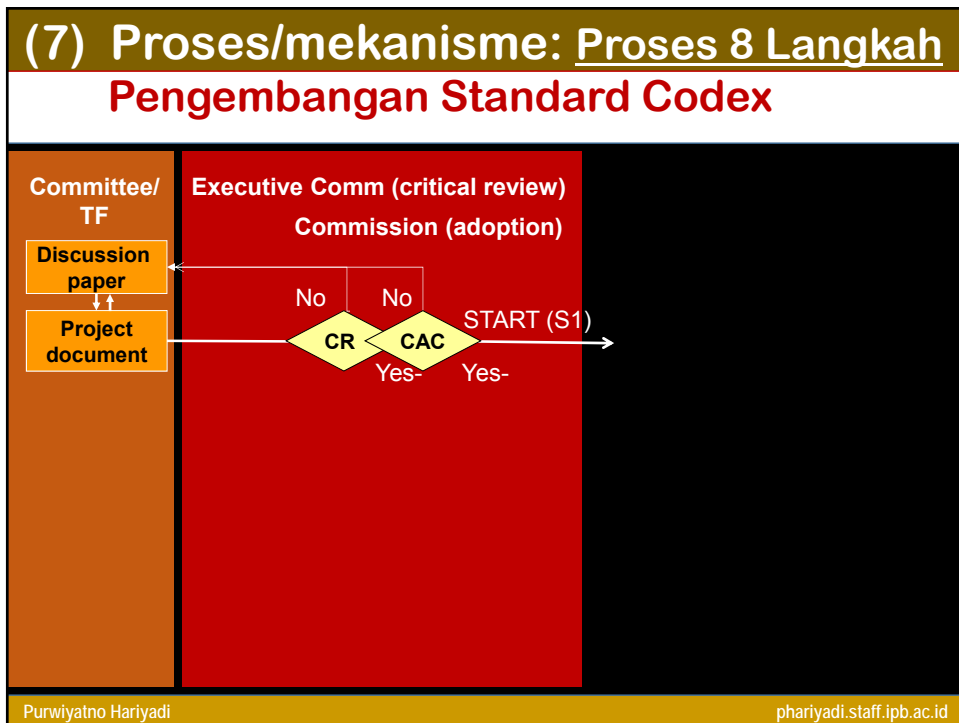 (7) Proses/mekanisme: Proses 8 Langkah
Pengembangan Standard Codex
Committee/
TF
Executive Comm (critical review)
Commission (adoption)
Discussion
paper
Project
document
No
No
CR
CAC
START (S1)
Yes-
Yes-
Purwiyatno Hariyadi
phariyadi.staff.ipb.ac.id